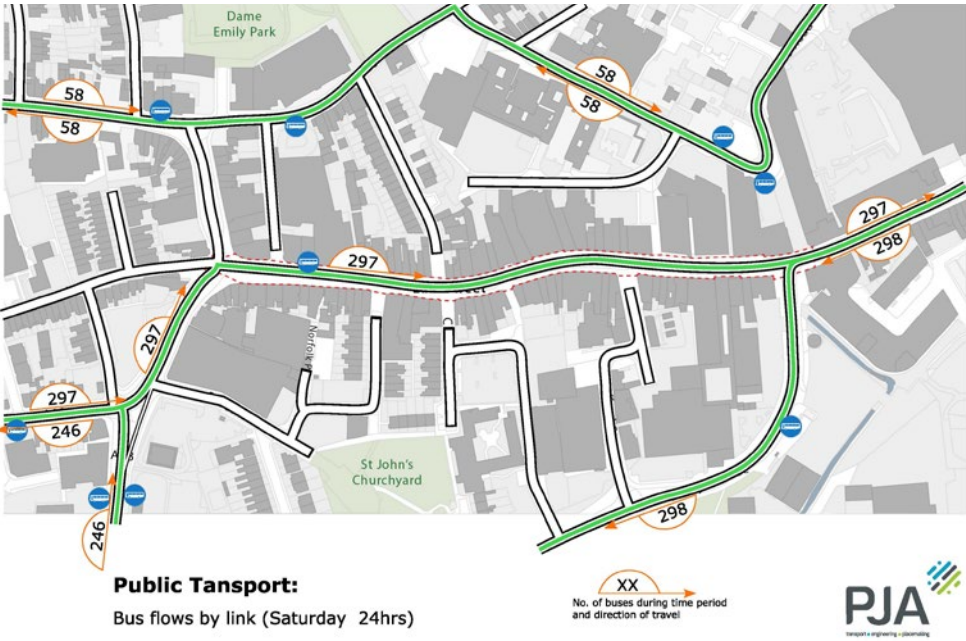 Dame
Emily Park
58
58
58
58
297
297
298
297
297
246
Norfolk
St John's
Churchyard
246
298
Public Tansport:
Bus flows by link (Saturday 24hrs)
XX
No. of buses during time period
and direction of travel
PJA
transport • engineering • placemaking